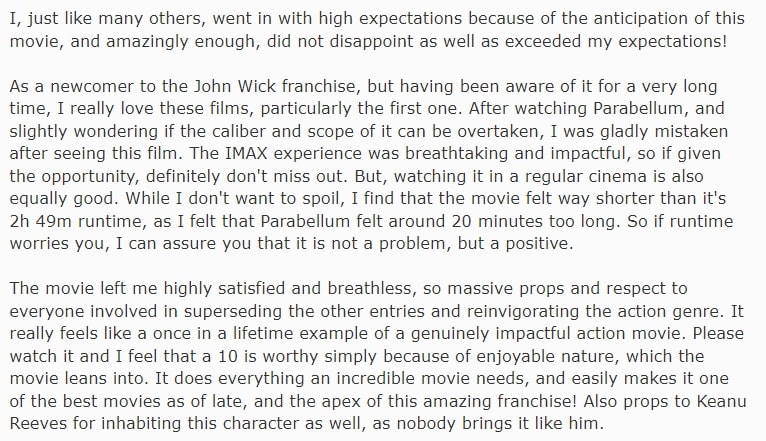 I, just like many others, went in with high expectations because of the anticipation of this
movie, and amazingly enough, did not disappoint as well as exceeded my expectations!
As a newcomer to the John Wick franchise, but having been aware of it for a very long
time, I really love these films, particularly the first one. After watching Parabellum, and
slightly wondering if the caliber and scope of it can be overtaken, I was gladly mistaken
after seeing this film. The IMAX experience was breathtaking and impactful, so if given
the opportunity, definitely don't miss out. But, watching it in a regular cinema is also
equally good. While I don't want to spoil, I find that the movie felt way shorter than it's
2h 49m runtime, as I felt that Parabellum felt around 20 minutes too long. So if runtime
worries you, I can assure you that it is not a problem, but a positive.
The movie left me highly satisfied and breathless, so massive props and respect to
everyone involved in superseding the other entries and reinvigorating the action genre. It
really feels like a once in a lifetime example of a genuinely impactful action movie. Please
watch it and I feel that a 10 is worthy simply because of enjoyable nature, which the
movie leans into. It does everything an incredible movie needs, and easily makes it one
of the best movies as of late, and the apex of this amazing franchise! Also props to Keanu
Reeves for inhabiting this character as well, as nobody brings it like him.